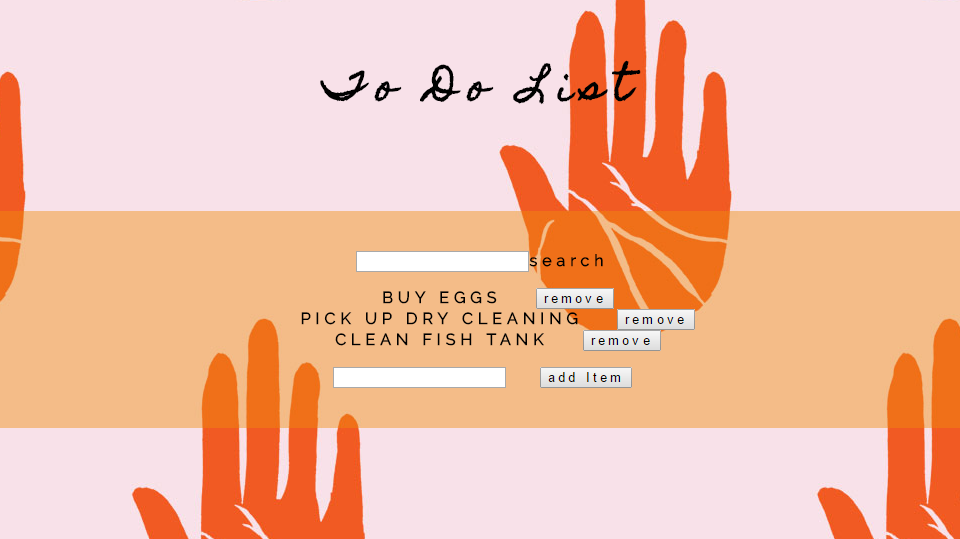 To Do List
search
BUY EGGS remove
PICK UP DRY CLEANING remove
CLEAN FISH TANK remove
add Item